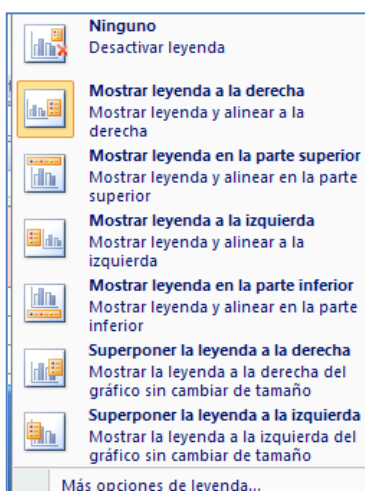 Ninguno
Desactivar leyenda
Mostrar leyenda a la derecha
Mostrar leyenda y alinear a la
derecha
Mostrar leyenda en la parte superior
Mostrar leyenda y alinear en la parte
superior
Mostrar leyenda a la izquierda
Mostrar leyenda y alinear a la
izquierda
Mostrar leyenda en la parte inferior
Mostrar leyenda y alinear en la parte
inferior
Superponer la leyenda a la derecha
Mostrar la leyenda a la derecha del
gráfico sin cambiar de tamaño
Superponer la leyenda a la izquierda
Mostrar la leyenda a la izquierda del
gráfico sin cambiar de tamaño
Más opciones de leyenda...